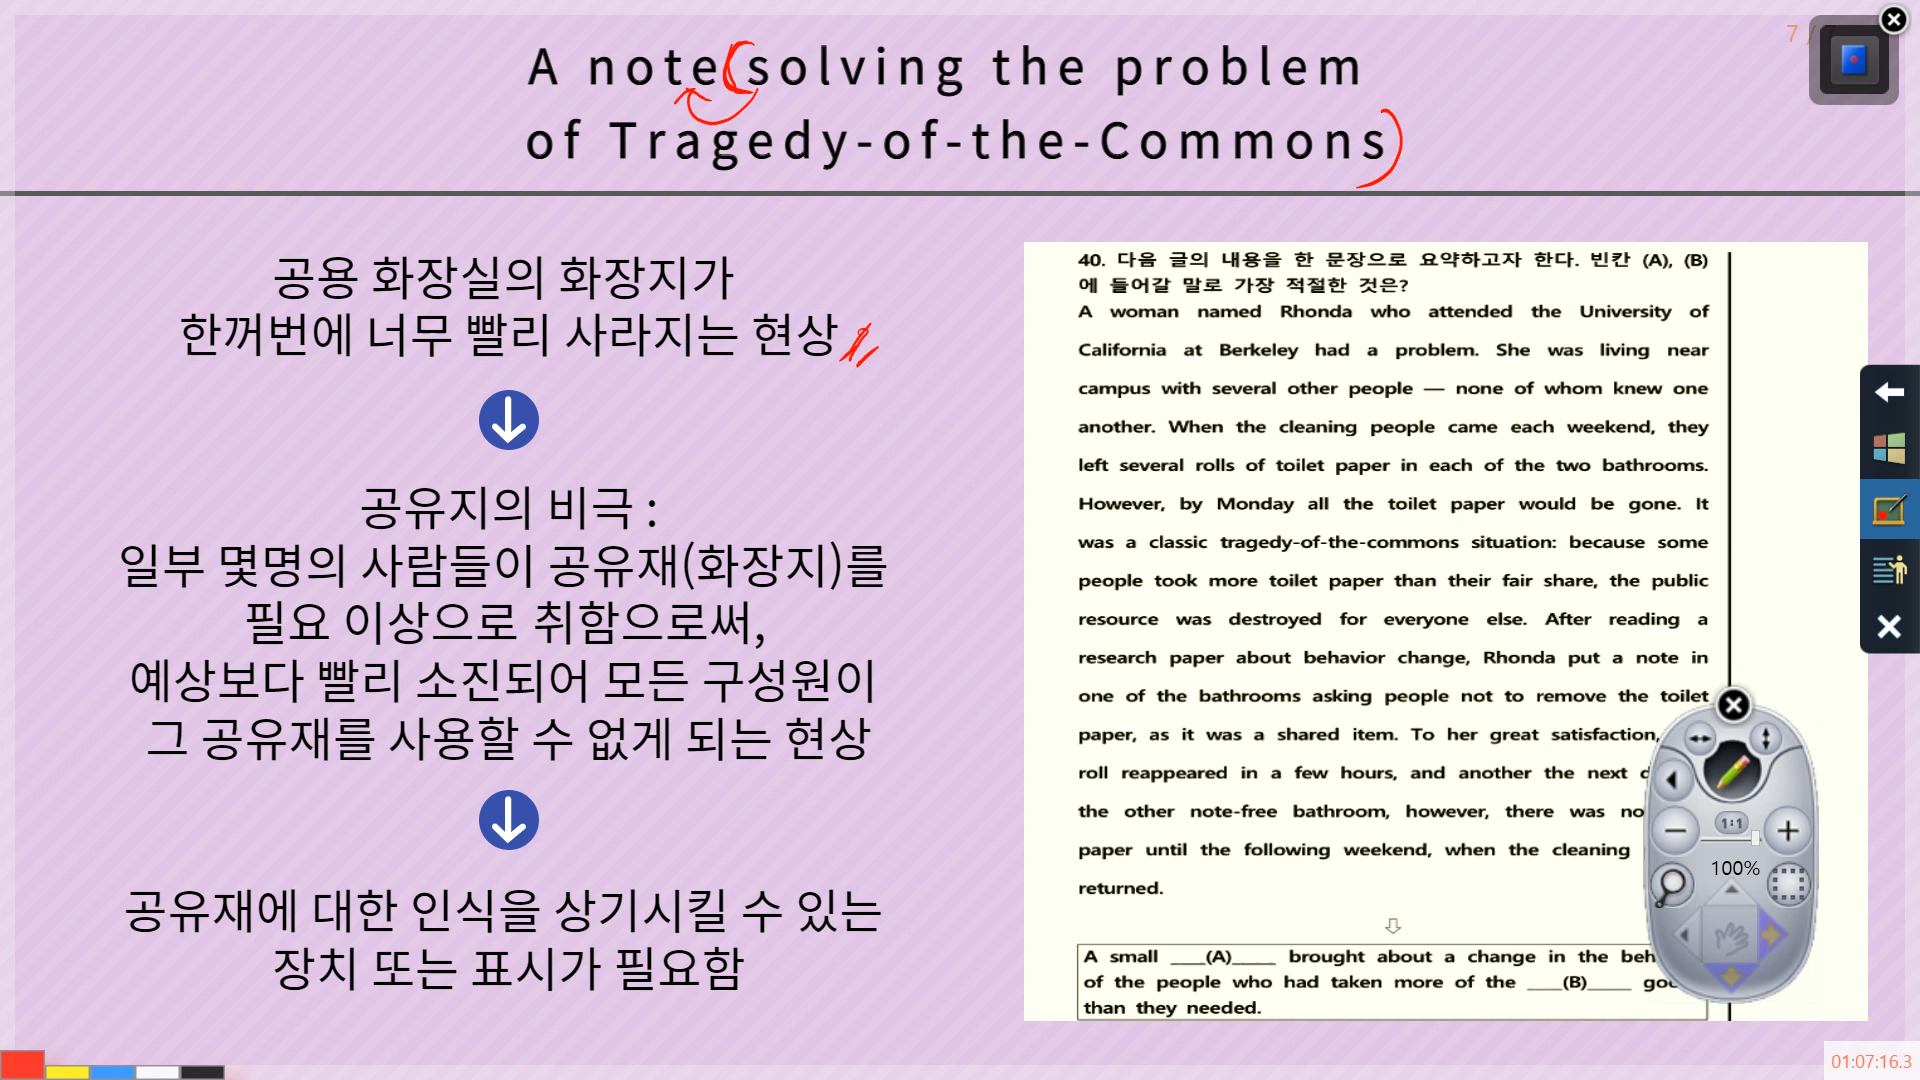 7 /
A note solving the problem
of Tragedy-of-the-Commons
공용 화장실의 화장지가
한꺼번에 너무 빨리 사라지는 현상
공유지의 비극 :
일부 몇명의 사람들이 공유재(화장지)를
필요 이상으로 취함으로써,
예상보다 빨리 소진되어 모든 구성원이
그 공유재를 사용할 수 없게 되는 현상
공유재에 대한 인식을 상기시킬 수 있는
장치 또는 표시가 필요함
40. 다음 글의 내용을 한 문장으로 요약하고자 한다. 빈칸 (A), (B)
에 들어갈 말로 가장 적절한 것은?
A woman named Rhonda who attended the University of
California at Berkeley had a problem. She was living near
campus with several other people — none of whom knew one
another. When the cleaning people came each weekend, they
left several rolls of toilet paper in each of the two bathrooms.
However, by Monday all the toilet paper would be gone. It
was a classic tragedy-of-the-commons situation: because some
people took more toilet paper than their fair share, the public
resource was destroyed for everyone else. After reading a
research paper about behavior change, Rhonda put a note in
one of the bathrooms asking people not to remove the toilet
paper, as it was a shared item. To her great satisfaction,
roll reappeared in a few hours, and another the next
the other note-free bathroom, however, there was no
paper until the following weekend, when the cleaning
returned.
A small ____(A)____ brought about a change in the
of the people who had taken more of the ____(B)____
than they needed.
1:1
100%
01:07:16.3